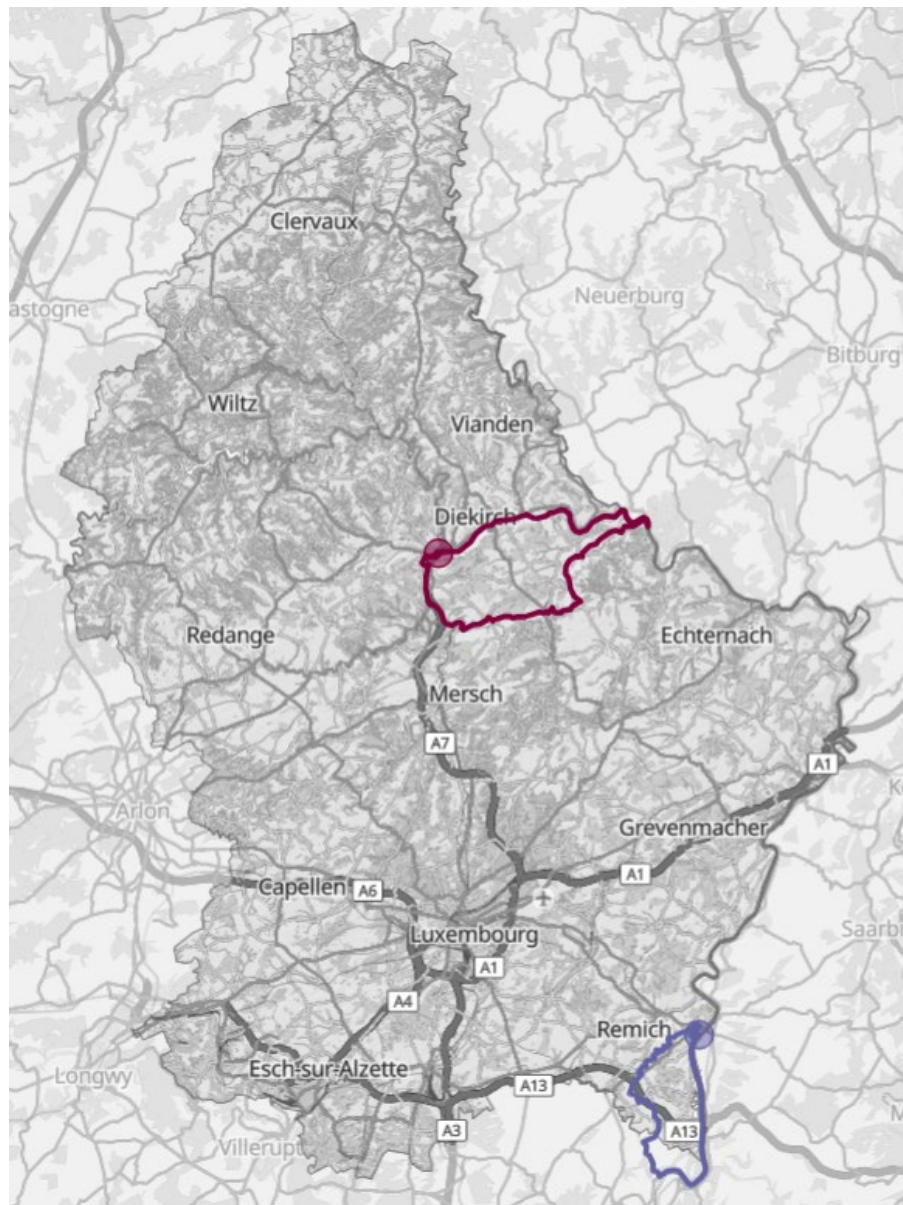 Clervaux
Neuerburg
astogne
Bitburg
Wiltz
Vianden
Diekirch
Redange
Echternach
Mersch
A7
A1
Arlon
Grevenmacher
A1
Capellen
A6
Luxembourg
Saarb
A1
A4
Remich
Esch-sur-Alzette
Longwy
A13
A3
A13
Villerupt